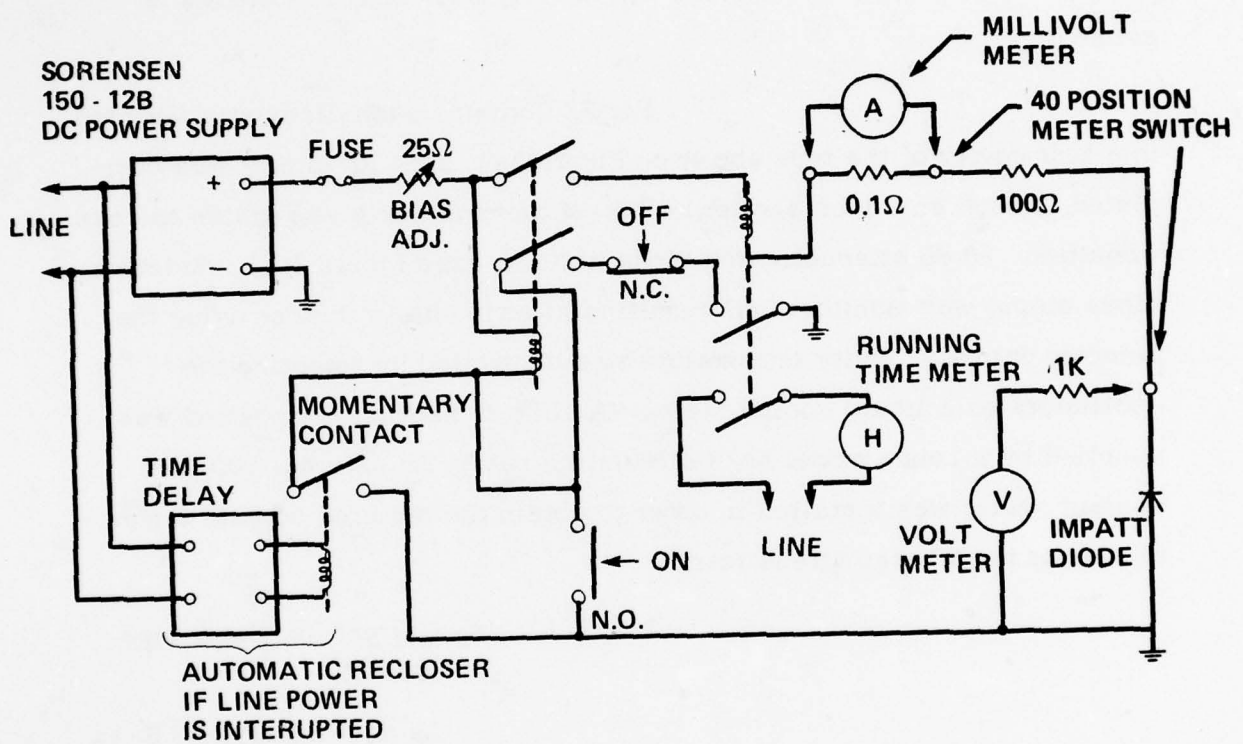 MILLIVOLT
METER
SORENSEN
150 - 12B
DC POWER SUPPLY
40 POSITION
METER SWITCH
FUSE
25Ω
A
+
LINE
BIAS
ADJ.
OFF
0.1Ω
100Ω
−
N.C.
RUNNING
TIME METER
.1K
MOMENTARY
CONTACT
H
TIME
DELAY
V
VOLT
METER
IMPATT
DIODE
LINE
ON
N.O.
AUTOMATIC RECLOSER
IF LINE POWER
IS INTERUPTED